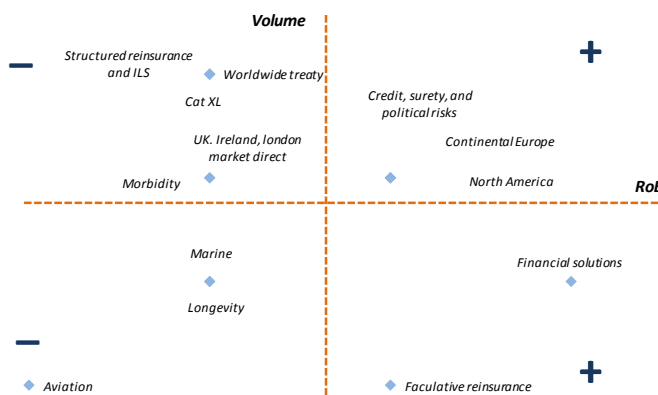 Volume
Structured reinsurance
and ILS
Worldwide treaty
Cat XL
Credit, surety, and
political risks
UK. Ireland, london
market direct
Continental Europe
Morbidity
North America
RoE
Marine
Financial solutions
Longevity
Aviation
Faculative reinsurance